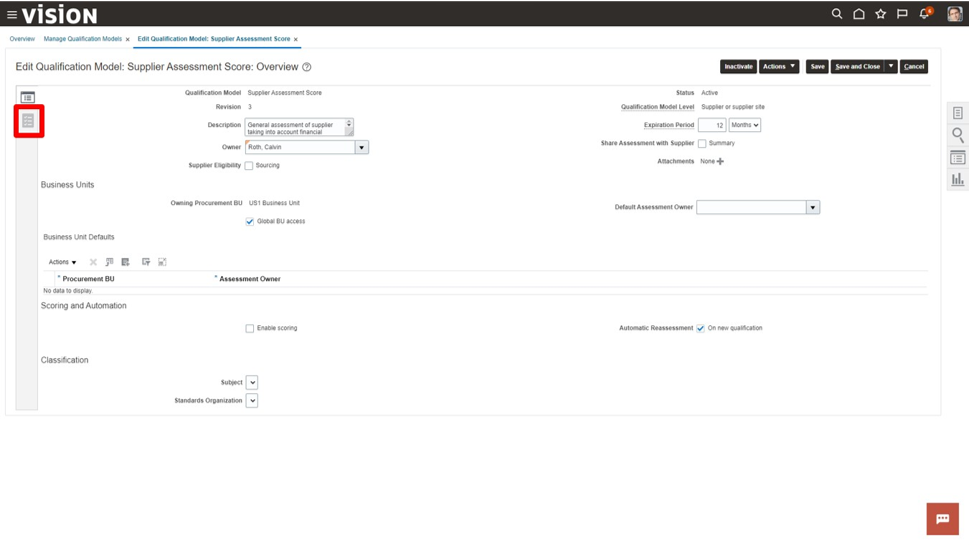 VISION
6
Overview
Manage Qualification Models x
Edit Qualification Model: Supplier Assessment Score x
Edit Qualification Model: Supplier Assessment Score: Overview ?
Inactivate
Actions
Save
Save and Close
Cancel
Qualification Model Supplier Assessment Score
Revision 3
Description General assessment of supplier
taking into account financial
Owner Roth, Calvin
Supplier Eligibility Sourcing
Status Active
Qualification Model Level Supplier or supplier site
Expiration Period 12 Months
Share Assessment with Supplier Summary
Attachments None
Business Units
Owning Procurement BU US1 Business Unit
Default Assessment Owner
Global BU access
Business Unit Defaults
Actions
* Procurement BU
* Assessment Owner
No data to display.
Scoring and Automation
Enable scoring
Automatic Reassessment On new qualification
Classification
Subject
Standards Organization